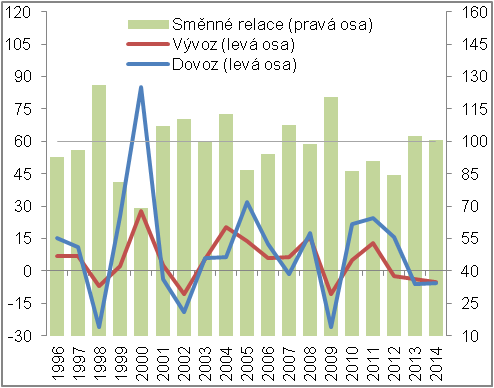 120 160
Směnné relace (pravá osa)
105 Vývoz (levá osa) 145
90 Dovoz (levá osa) 130
75 115
60 100
45 85
30 70
15 55
0 40
-15 25
-30 10
1996 1997 1998 1999 2000 2001 2002 2003 2004 2005 2006 2007 2008 2009 2010 2011 2012 2013 2014